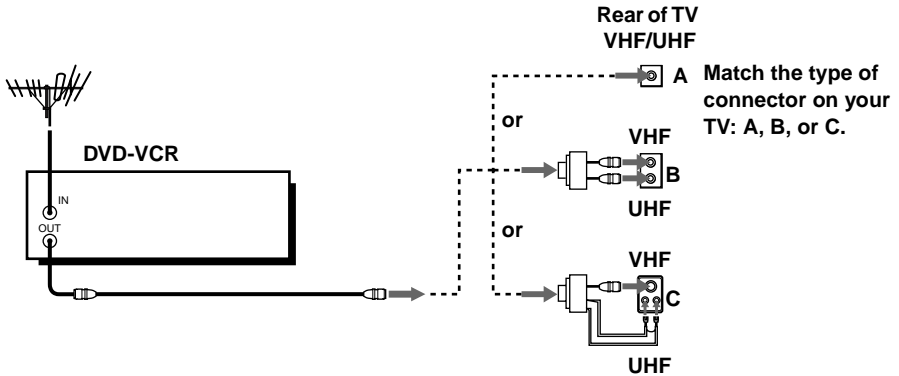 Rear of TV
VHF/UHF
A
Match the type of
connector on your
TV: A, B, or C.
or
VHF
B
UHF
DVD-VCR
IN
OUT
or
VHF
C
UHF